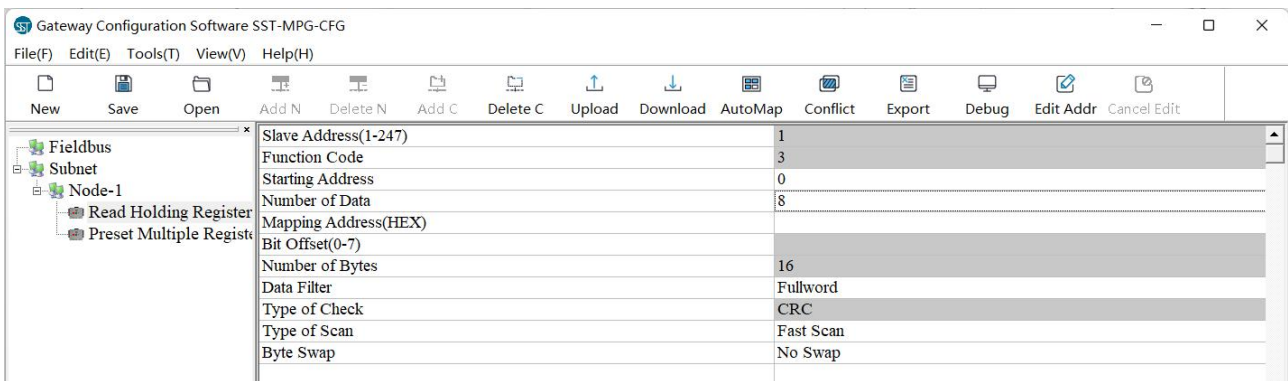 SST Gateway Configuration Software SST-MPG-CFG
File(F) Edit(E) Tools(T) View(V) Help(H)
New Save Open Add N Delete N Add C Delete C Upload Download AutoMap Conflict Export Debug Edit Addr Cancel Edit
Fieldbus
Subnet
Node-1
Read Holding Register
Preset Multiple Registe
Slave Address(1-247) 1
Function Code 3
Starting Address 0
Number of Data 8
Mapping Address(HEX)
Bit Offset(0-7)
Number of Bytes 16
Data Filter Fullword
Type of Check CRC
Type of Scan Fast Scan
Byte Swap No Swap